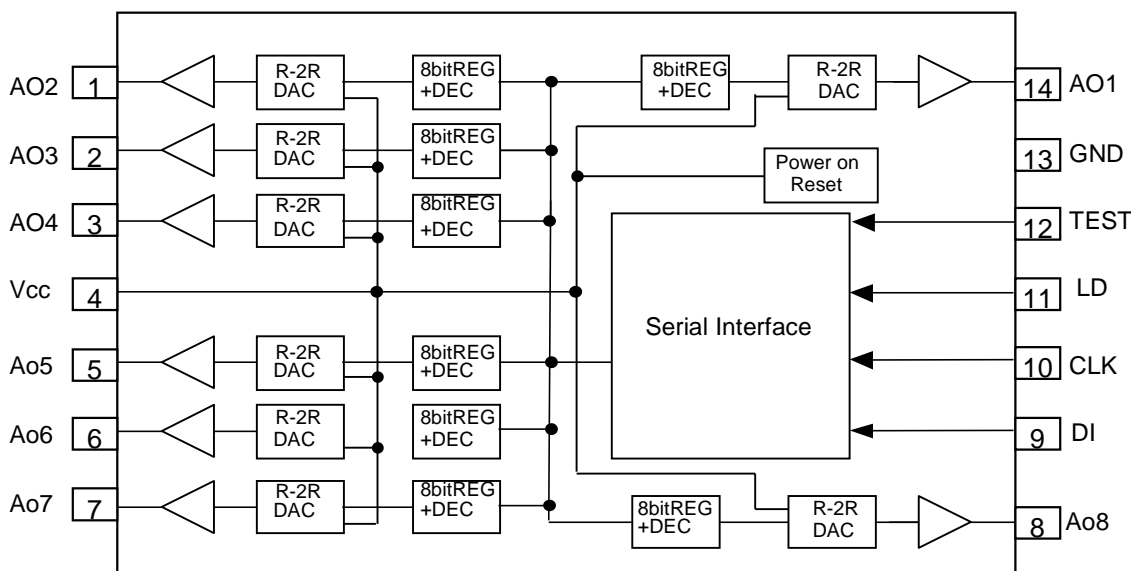 AO2
1
R-2R
DAC
8bitREG
+DEC
8bitREG
+DEC
R-2R
DAC
14
AO1
AO3
2
R-2R
DAC
8bitREG
+DEC
Power on
Reset
13
GND
AO4
3
R-2R
DAC
8bitREG
+DEC
12
TEST
Vcc
4
Serial Interface
11
LD
Ao5
5
R-2R
DAC
8bitREG
+DEC
10
CLK
Ao6
6
R-2R
DAC
8bitREG
+DEC
9
DI
Ao7
7
R-2R
DAC
8bitREG
+DEC
8bitREG
+DEC
R-2R
DAC
8
Ao8